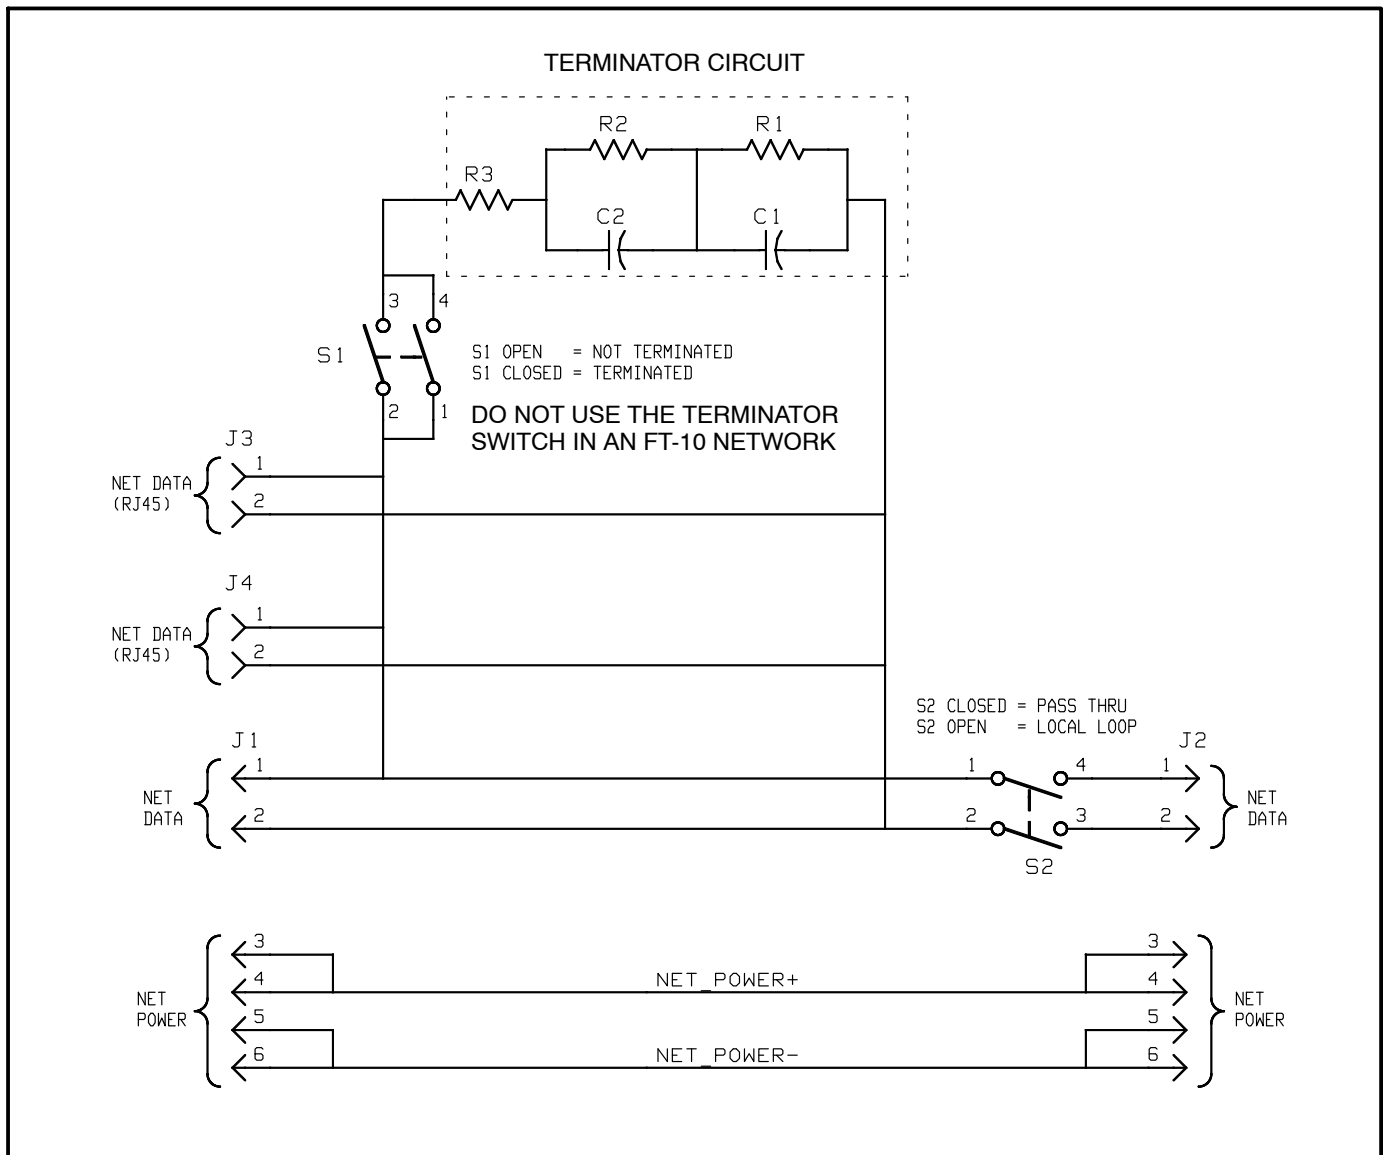 TERMINATOR CIRCUIT
R2
R1
R3
C2
C1
3
4
S1
S1 OPEN = NOT TERMINATED
S1 CLOSED = TERMINATED
2
1
DO NOT USE THE TERMINATOR
SWITCH IN AN FT-10 NETWORK
J3
1
NET DATA
(RJ45)
2
J4
1
NET DATA
(RJ45)
2
S2 CLOSED = PASS THRU
S2 OPEN = LOCAL LOOP
J1
J2
1
1
4
1
NET
DATA
NET
DATA
2
2
3
2
S2
3
3
4
NET_POWER+
4
NET
POWER
NET
POWER
5
5
6
NET_POWER-
6